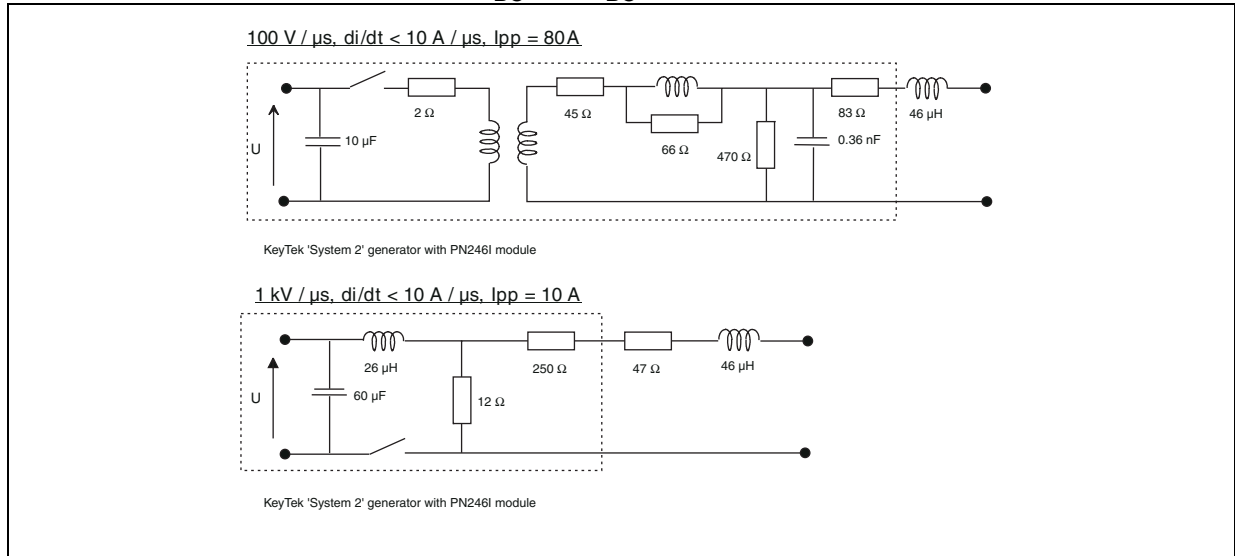 100 V / µs, di/dt < 10 A / µs, Ipp = 80A
2 Ω
45 Ω
83 Ω
46 µH
U
10 µF
66 Ω
470 Ω
0.36 nF
KeyTek 'System 2' generator with PN246I module
1 kV / µs, di/dt < 10 A / µs, Ipp = 10 A
26 µH
250 Ω
47 Ω
46 µH
U
60 µF
12 Ω
KeyTek 'System 2' generator with PN246I module